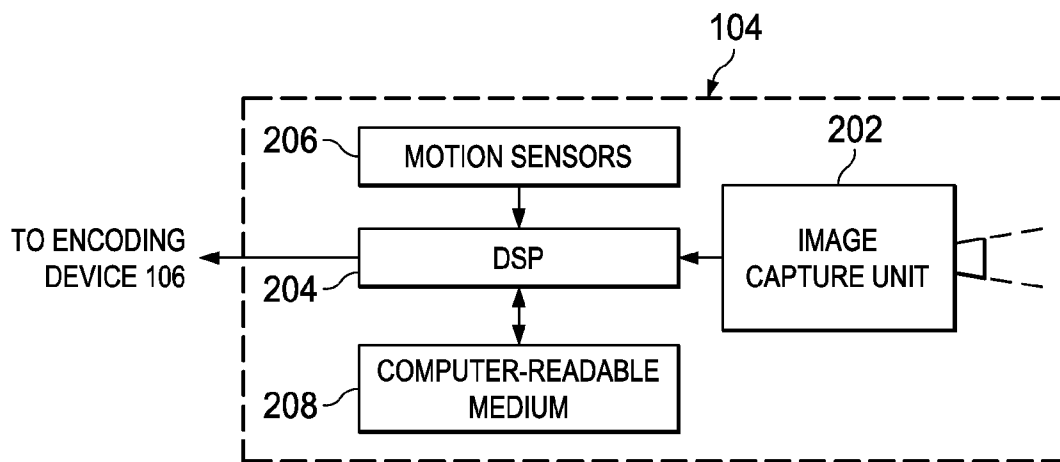 104
206
MOTION SENSORS
202
TO ENCODING
DEVICE 106
204
DSP
IMAGE
CAPTURE UNIT
208
COMPUTER-READABLE
MEDIUM